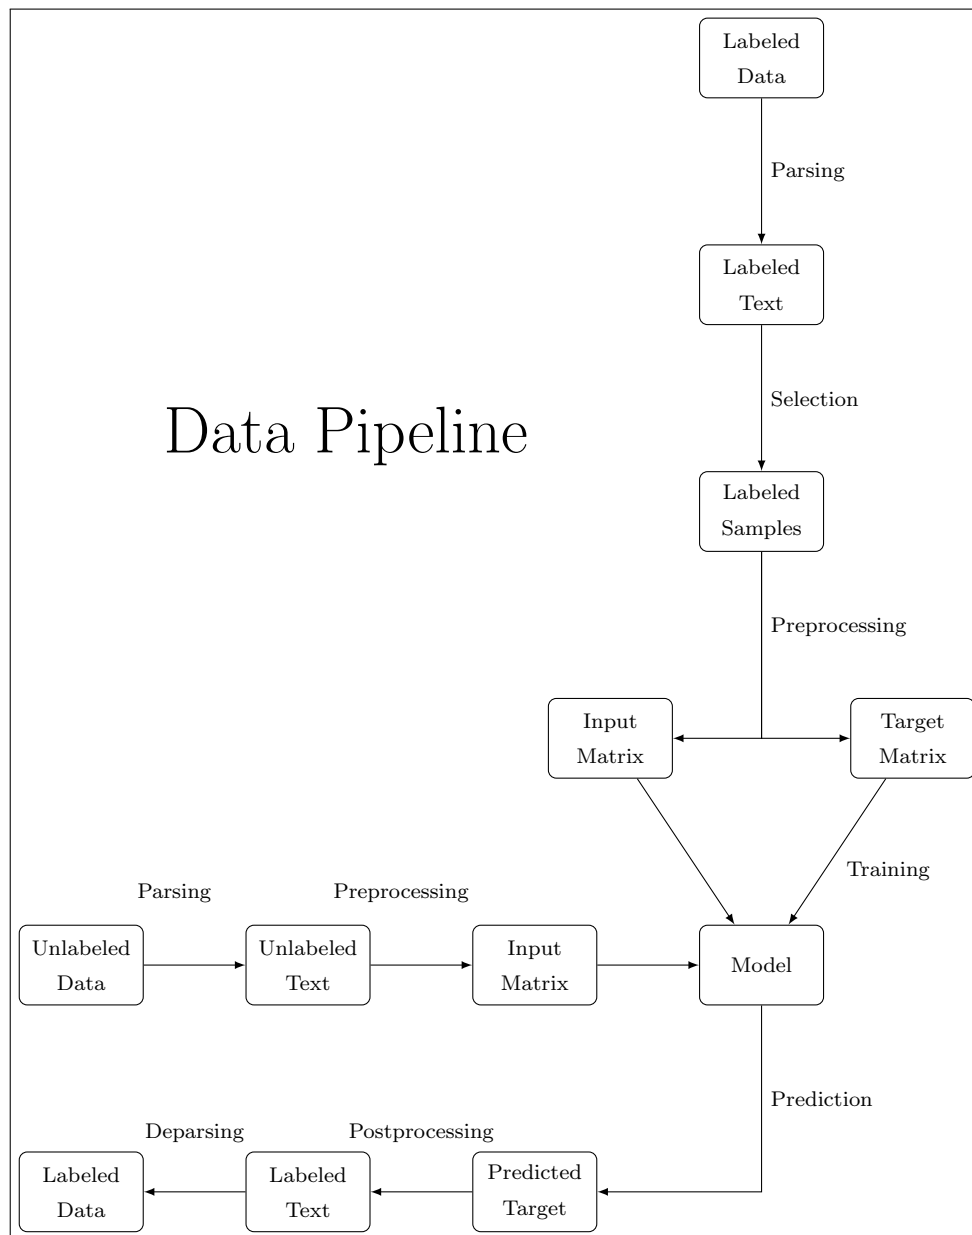 Labeled
Data
Parsing
Labeled
Text
Selection
Data Pipeline
Labeled
Samples
Preprocessing
Input
Matrix
Target
Matrix
Training
Parsing
Preprocessing
Unlabeled
Data
Unlabeled
Text
Input
Matrix
Model
Prediction
Deparsing
Postprocessing
Labeled
Data
Labeled
Text
Predicted
Target